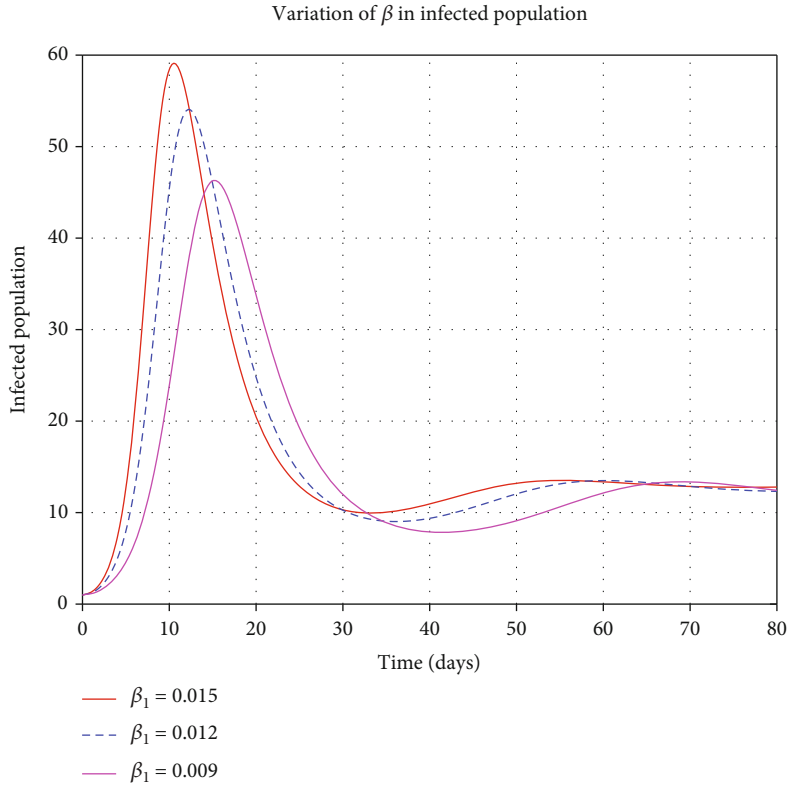 Variation of β in infected population
60
50
40
30
20
10
0
Infected population
0 10 20 30 40 50 60 70 80
Time (days)
β₁ = 0.015
β₁ = 0.012
β₁ = 0.009